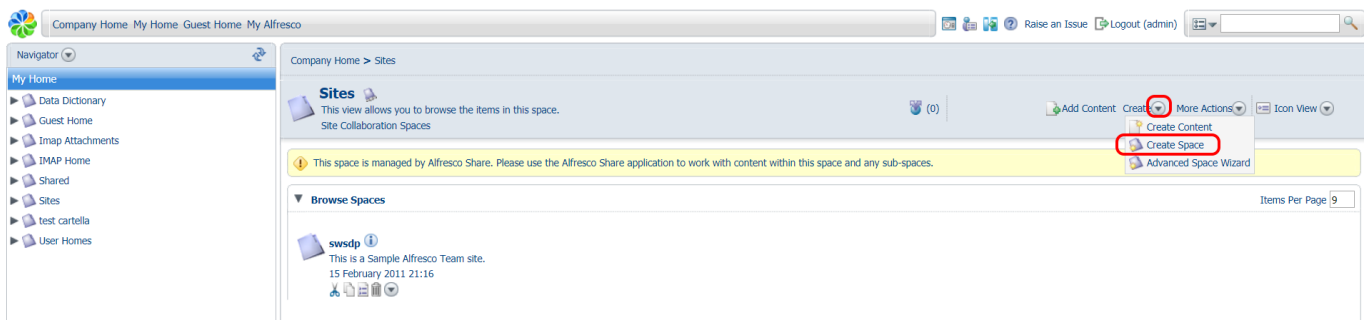 Company Home My Home Guest Home My Alfresco
Raise an Issue Logout (admin)
Navigator
Company Home > Sites
My Home
Data Dictionary
Guest Home
Imap Attachments
IMAP Home
Shared
Sites
test cartella
User Homes
Sites
This view allows you to browse the items in this space.
Site Collaboration Spaces
(0)
Add Content Create More Actions Icon View
Create Content
Create Space
Advanced Space Wizard
This space is managed by Alfresco Share. Please use the Alfresco Share application to work with content within this space and any sub-spaces.
Browse Spaces
Items Per Page 9
swsdp
This is a Sample Alfresco Team site.
15 February 2011 21:16